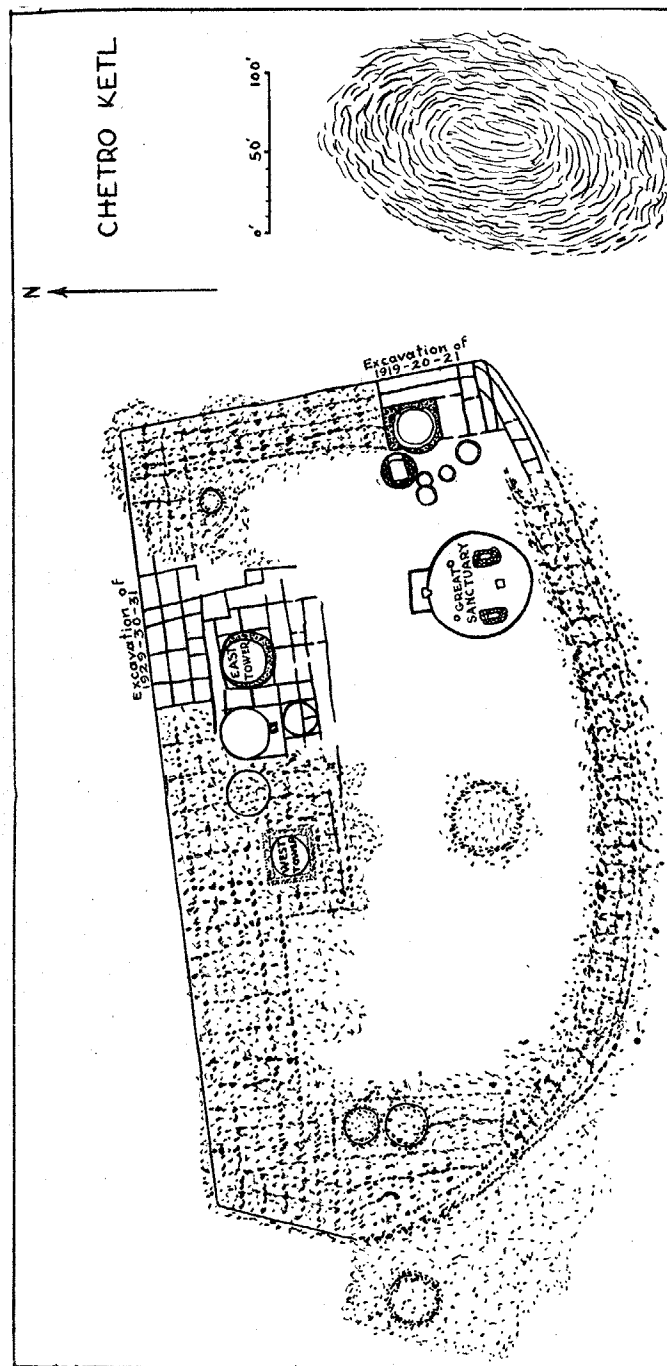 CHETRO KETL
0' 50' 100'
N
Excavation of
1919-20-21
Excavation of
1929-30-31
EAST
TOWER
WEST
TOWER
GREAT
SANCTUARY